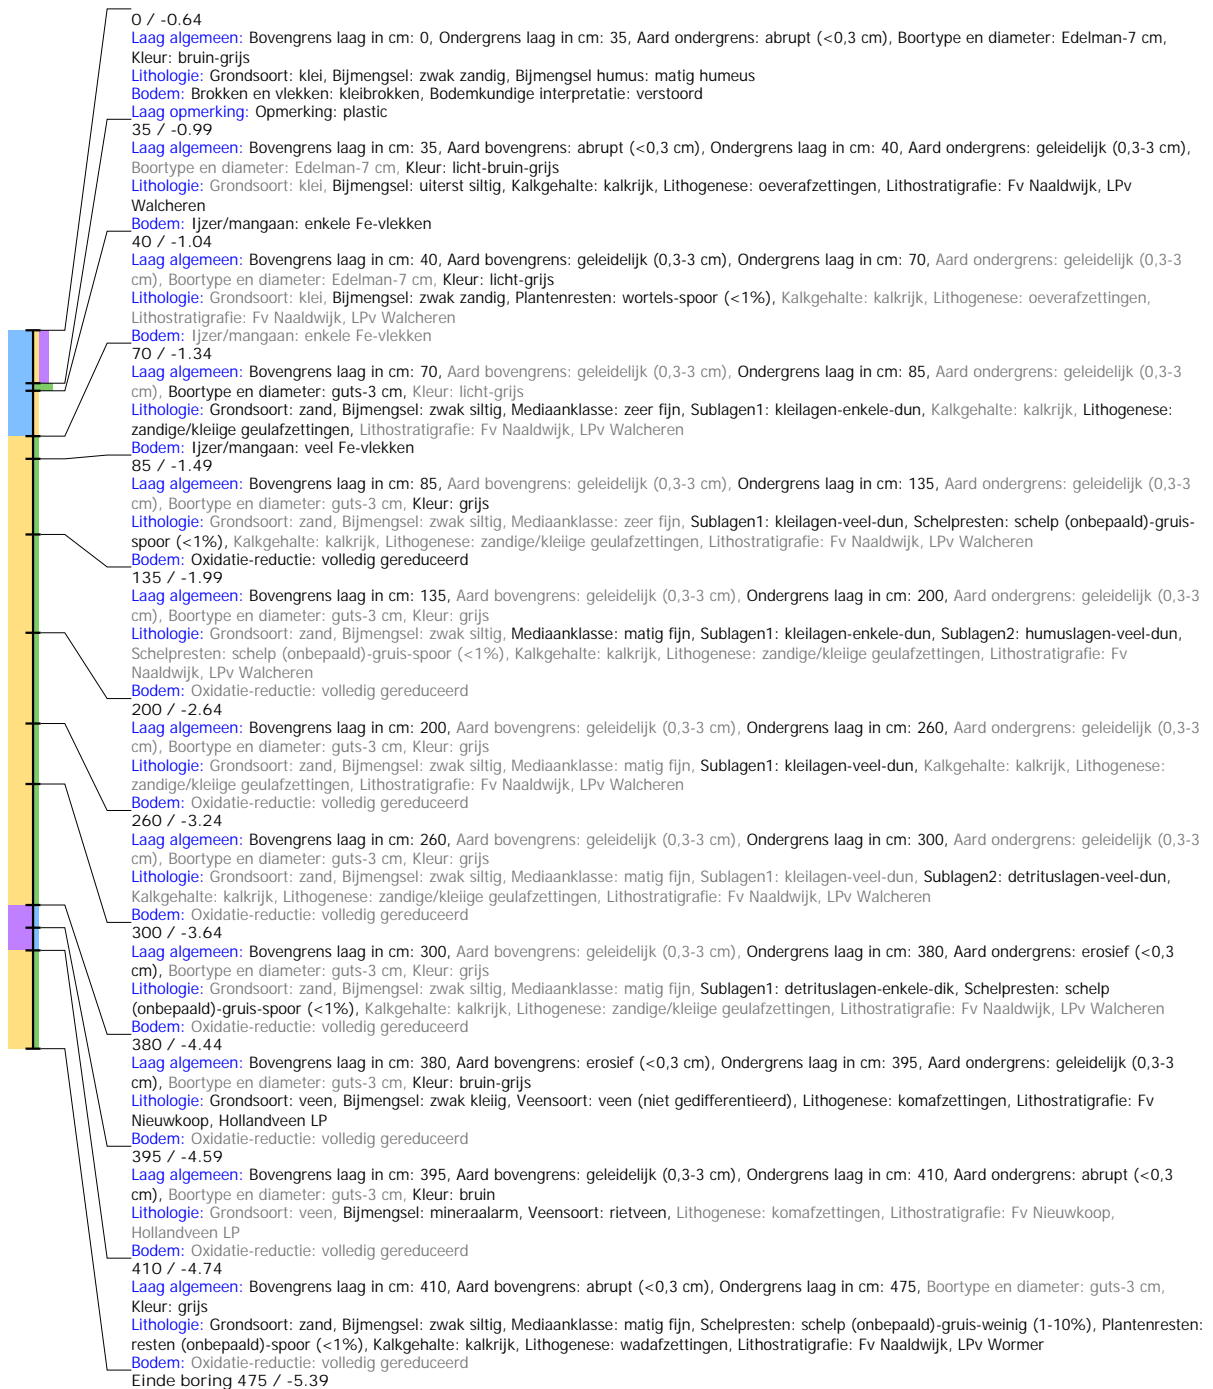 0 / -0.64
Laag algemeen: Bovengrens laag in cm: 0, Ondergrens laag in cm: 35, Aard ondergrens: abrupt (<0,3 cm), Boortype en diameter: Edelman-7 cm,
Kleur: bruin-grijs
Lithologie: Grondsoort: klei, Bijmengsel: zwak zandig, Bijmengsel humus: matig humeus
Bodem: Brokken en vlekken: kleibrokken, Bodemkundige interpretatie: verstoord
Laag opmerking: Opmerking: plastic
35 / -0.99
Laag algemeen: Bovengrens laag in cm: 35, Aard bovengrens: abrupt (<0,3 cm), Ondergrens laag in cm: 40, Aard ondergrens: geleidelijk (0,3-3 cm),
Boortype en diameter: Edelman-7 cm, Kleur: licht-bruin-grijs
Lithologie: Grondsoort: klei, Bijmengsel: uiterst siltig, Kalkgehalte: kalkrijk, Lithogenese: oeverafzettingen, Lithostratigrafie: Fv Naaldwijk, LPv
Walcheren
Bodem: Ijzer/mangaan: enkele Fe-vlekken
40 / -1.04
Laag algemeen: Bovengrens laag in cm: 40, Aard bovengrens: geleidelijk (0,3-3 cm), Ondergrens laag in cm: 70, Aard ondergrens: geleidelijk (0,3-3
cm), Boortype en diameter: Edelman-7 cm, Kleur: licht-grijs
Lithologie: Grondsoort: klei, Bijmengsel: zwak zandig, Plantenresten: wortels-spoor (<1%), Kalkgehalte: kalkrijk, Lithogenese: oeverafzettingen,
Lithostratigrafie: Fv Naaldwijk, LPv Walcheren
Bodem: Ijzer/mangaan: enkele Fe-vlekken
70 / -1.34
Laag algemeen: Bovengrens laag in cm: 70, Aard bovengrens: geleidelijk (0,3-3 cm), Ondergrens laag in cm: 85, Aard ondergrens: geleidelijk (0,3-3
cm), Boortype en diameter: guts-3 cm, Kleur: licht-grijs
Lithologie: Grondsoort: zand, Bijmengsel: zwak siltig, Mediaanklasse: zeer fijn, Sublagen1: kleilagen-enkele-dun, Kalkgehalte: kalkrijk, Lithogenese:
zandige/kleiige geulafzettingen, Lithostratigrafie: Fv Naaldwijk, LPv Walcheren
Bodem: Ijzer/mangaan: veel Fe-vlekken
85 / -1.49
Laag algemeen: Bovengrens laag in cm: 85, Aard bovengrens: geleidelijk (0,3-3 cm), Ondergrens laag in cm: 135, Aard ondergrens: geleidelijk (0,3-3
cm), Boortype en diameter: guts-3 cm, Kleur: grijs
Lithologie: Grondsoort: zand, Bijmengsel: zwak siltig, Mediaanklasse: zeer fijn, Sublagen1: kleilagen-veel-dun, Schelpresten: schelp (onbepaald)-gruis-
spoor (<1%), Kalkgehalte: kalkrijk, Lithogenese: zandige/kleiige geulafzettingen, Lithostratigrafie: Fv Naaldwijk, LPv Walcheren
Bodem: Oxidatie-reductie: volledig gereduceerd
135 / -1.99
Laag algemeen: Bovengrens laag in cm: 135, Aard bovengrens: geleidelijk (0,3-3 cm), Ondergrens laag in cm: 200, Aard ondergrens: geleidelijk (0,3-3
cm), Boortype en diameter: guts-3 cm, Kleur: grijs
Lithologie: Grondsoort: zand, Bijmengsel: zwak siltig, Mediaanklasse: matig fijn, Sublagen1: kleilagen-enkele-dun, Sublagen2: humuslagen-veel-dun,
Schelpresten: schelp (onbepaald)-gruis-spoor (<1%), Kalkgehalte: kalkrijk, Lithogenese: zandige/kleiige geulafzettingen, Lithostratigrafie: Fv
Naaldwijk, LPv Walcheren
Bodem: Oxidatie-reductie: volledig gereduceerd
200 / -2.64
Laag algemeen: Bovengrens laag in cm: 200, Aard bovengrens: geleidelijk (0,3-3 cm), Ondergrens laag in cm: 260, Aard ondergrens: geleidelijk (0,3-3
cm), Boortype en diameter: guts-3 cm, Kleur: grijs
Lithologie: Grondsoort: zand, Bijmengsel: zwak siltig, Mediaanklasse: matig fijn, Sublagen1: kleilagen-veel-dun, Kalkgehalte: kalkrijk, Lithogenese:
zandige/kleiige geulafzettingen, Lithostratigrafie: Fv Naaldwijk, LPv Walcheren
Bodem: Oxidatie-reductie: volledig gereduceerd
260 / -3.24
Laag algemeen: Bovengrens laag in cm: 260, Aard bovengrens: geleidelijk (0,3-3 cm), Ondergrens laag in cm: 300, Aard ondergrens: geleidelijk (0,3-3
cm), Boortype en diameter: guts-3 cm, Kleur: grijs
Lithologie: Grondsoort: zand, Bijmengsel: zwak siltig, Mediaanklasse: matig fijn, Sublagen1: kleilagen-veel-dun, Sublagen2: detrituslagen-veel-dun,
Kalkgehalte: kalkrijk, Lithogenese: zandige/kleiige geulafzettingen, Lithostratigrafie: Fv Naaldwijk, LPv Walcheren
Bodem: Oxidatie-reductie: volledig gereduceerd
300 / -3.64
Laag algemeen: Bovengrens laag in cm: 300, Aard bovengrens: geleidelijk (0,3-3 cm), Ondergrens laag in cm: 380, Aard ondergrens: erosief (<0,3
cm), Boortype en diameter: guts-3 cm, Kleur: grijs
Lithologie: Grondsoort: zand, Bijmengsel: zwak siltig, Mediaanklasse: matig fijn, Sublagen1: detrituslagen-enkele-dik, Schelpresten: schelp
(onbepaald)-gruis-spoor (<1%), Kalkgehalte: kalkrijk, Lithogenese: zandige/kleiige geulafzettingen, Lithostratigrafie: Fv Naaldwijk, LPv Walcheren
Bodem: Oxidatie-reductie: volledig gereduceerd
380 / -4.44
Laag algemeen: Bovengrens laag in cm: 380, Aard bovengrens: erosief (<0,3 cm), Ondergrens laag in cm: 395, Aard ondergrens: geleidelijk (0,3-3
cm), Boortype en diameter: guts-3 cm, Kleur: bruin-grijs
Lithologie: Grondsoort: veen, Bijmengsel: zwak kleiig, Veensoort: veen (niet gedifferentieerd), Lithogenese: komafzettingen, Lithostratigrafie: Fv
Nieuwkoop, Hollandveen LP
Bodem: Oxidatie-reductie: volledig gereduceerd
395 / -4.59
Laag algemeen: Bovengrens laag in cm: 395, Aard bovengrens: geleidelijk (0,3-3 cm), Ondergrens laag in cm: 410, Aard ondergrens: abrupt (<0,3
cm), Boortype en diameter: guts-3 cm, Kleur: bruin
Lithologie: Grondsoort: veen, Bijmengsel: mineraalarm, Veensoort: rietveen, Lithogenese: komafzettingen, Lithostratigrafie: Fv Nieuwkoop,
Hollandveen LP
Bodem: Oxidatie-reductie: volledig gereduceerd
410 / -4.74
Laag algemeen: Bovengrens laag in cm: 410, Aard bovengrens: abrupt (<0,3 cm), Ondergrens laag in cm: 475, Boortype en diameter: guts-3 cm,
Kleur: grijs
Lithologie: Grondsoort: zand, Bijmengsel: zwak siltig, Mediaanklasse: matig fijn, Schelpresten: schelp (onbepaald)-gruis-weinig (1-10%), Plantenresten:
resten (onbepaald)-spoor (<1%), Kalkgehalte: kalkrijk, Lithogenese: wadafzettingen, Lithostratigrafie: Fv Naaldwijk, LPv Wormer
Bodem: Oxidatie-reductie: volledig gereduceerd
Einde boring 475 / -5.39